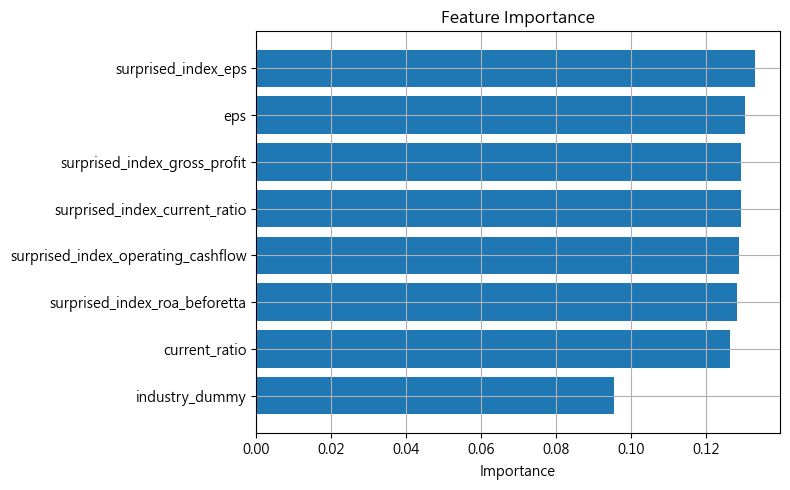 Feature Importance
surprised_index_eps
eps
surprised_index_gross_profit
surprised_index_current_ratio
surprised_index_operating_cashflow
surprised_index_roa_beforetta
current_ratio
industry_dummy
0.00 0.02 0.04 0.06 0.08 0.10 0.12
Importance